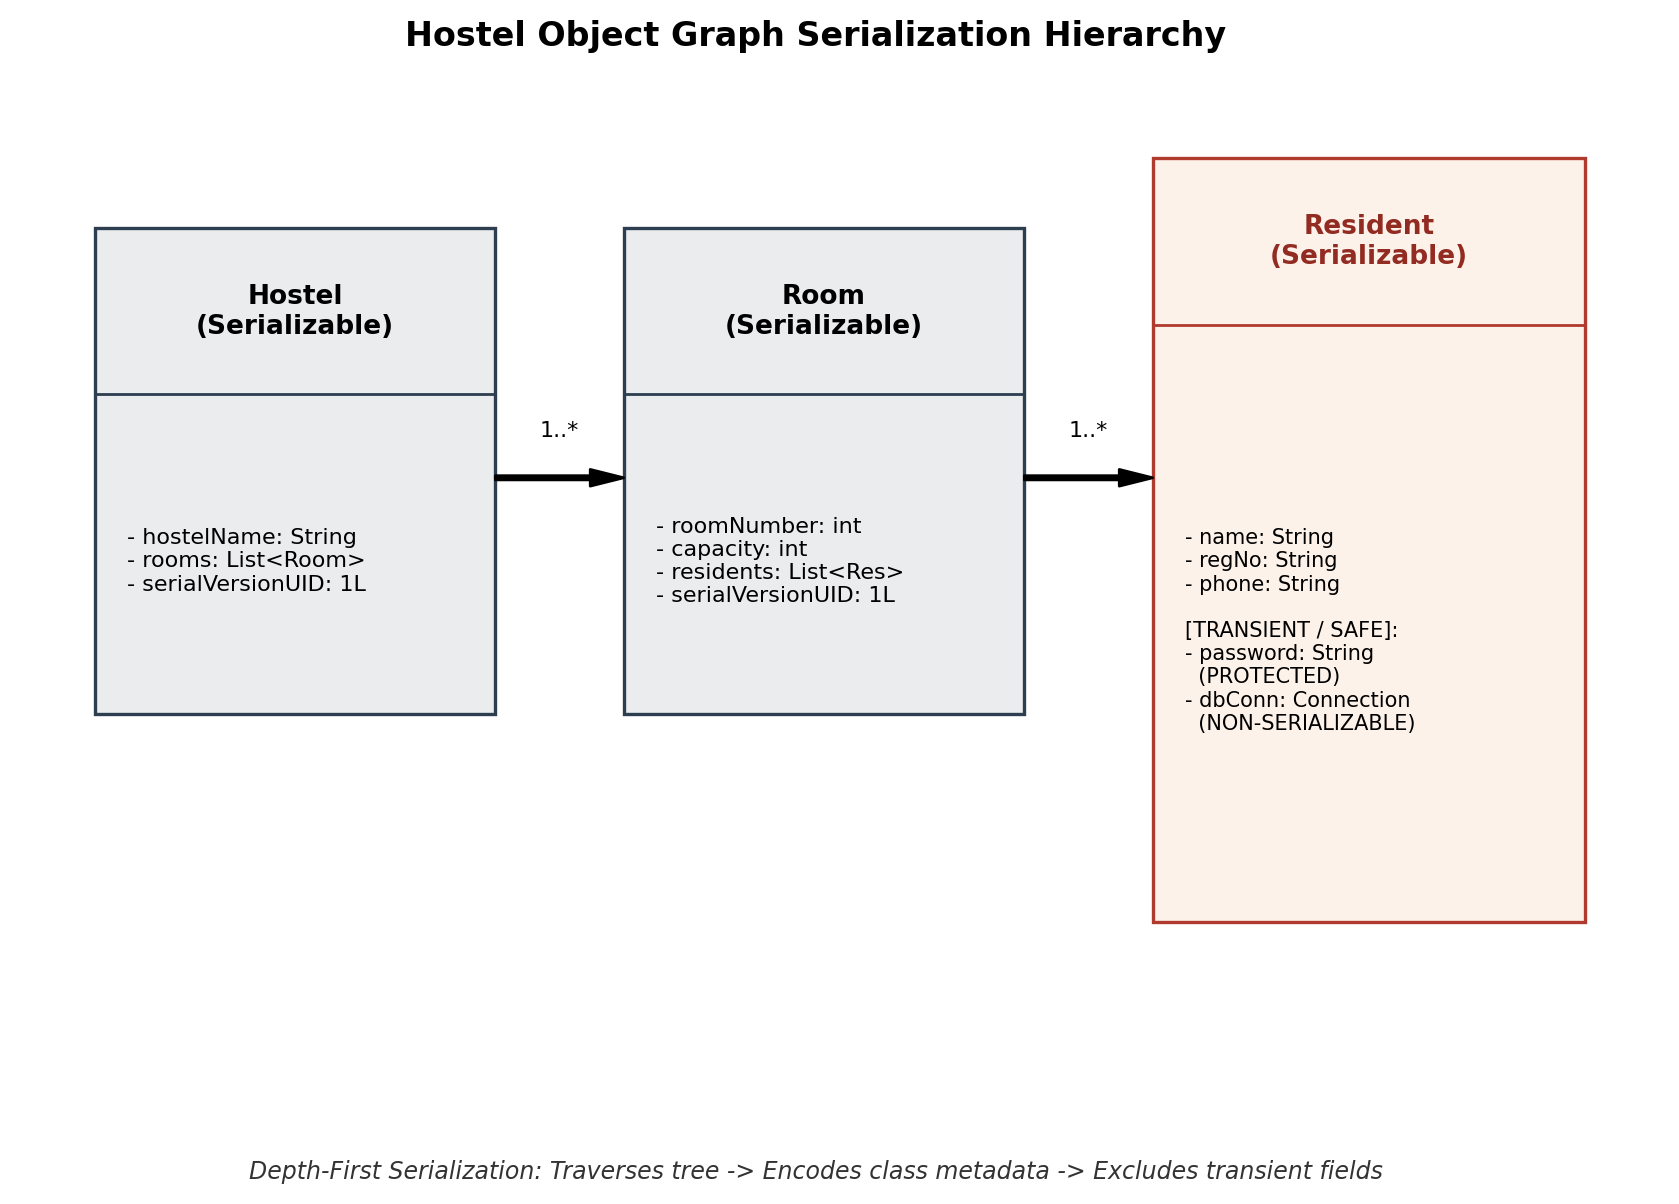 Hostel Object Graph Serialization Hierarchy
Hostel
(Serializable)
- hostelName: String
- rooms: List<Room>
- serialVersionUID: 1L
1..*
Room
(Serializable)
- roomNumber: int
- capacity: int
- residents: List<Res>
- serialVersionUID: 1L
1..*
Resident
(Serializable)
- name: String
- regNo: String
- phone: String
[TRANSIENT / SAFE]:
- password: String
(PROTECTED)
- dbConn: Connection
(NON-SERIALIZABLE)
Depth-First Serialization: Traverses tree -> Encodes class metadata -> Excludes transient fields